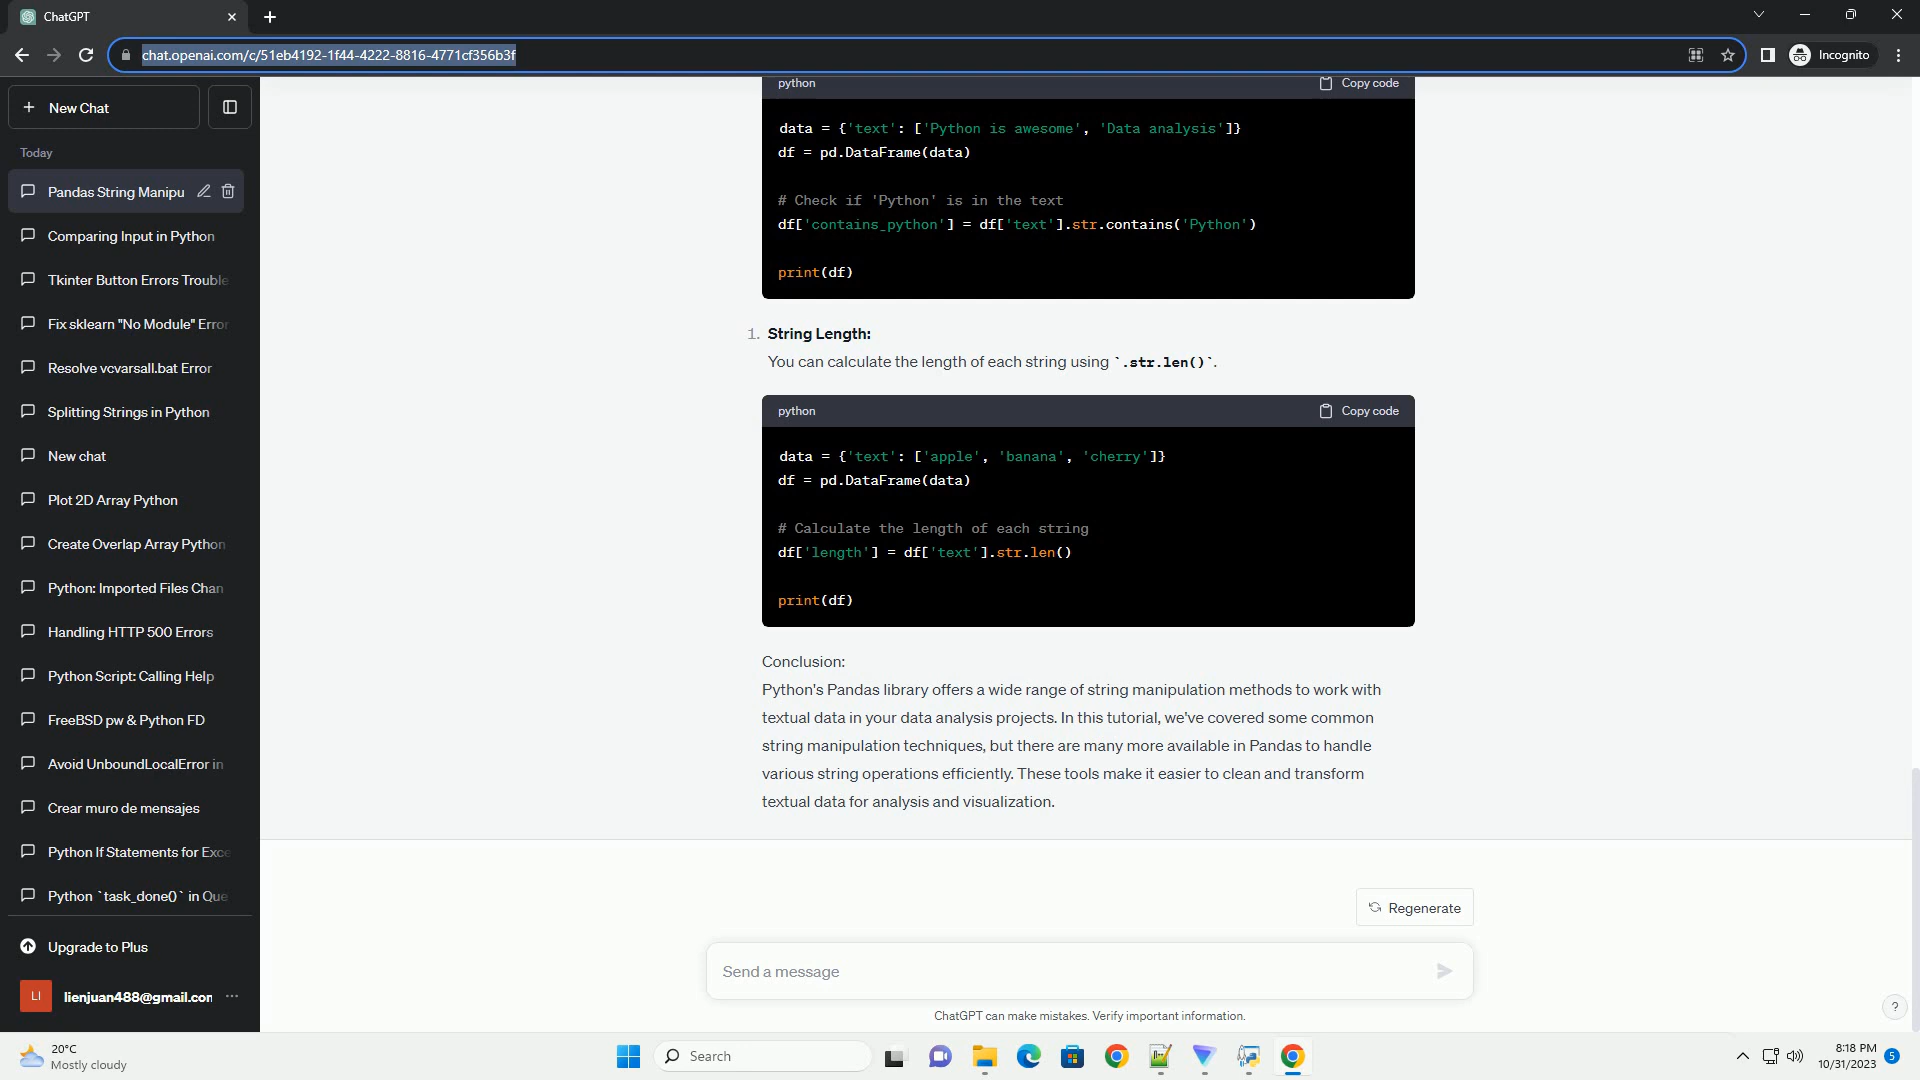 ChatGPT
chat.openai.com/c/51eb4192-1f44-4222-8816-4771cf356b3f
Incognito
New Chat
Today
Pandas String Manipu
Comparing Input in Python
Tkinter Button Errors Trouble
Fix sklearn "No Module" Error
Resolve vcvarsall.bat Error
Splitting Strings in Python
New chat
Plot 2D Array Python
Create Overlap Array Python
Python: Imported Files Chan
Handling HTTP 500 Errors
Python Script: Calling Help
FreeBSD pw & Python FD
Avoid UnboundLocalError in
Crear muro de mensajes
Python If Statements for Exce
Python `task_done()` in Que
Upgrade to Plus
LI
lienjuan488@gmail.com
python
Copy code
data = {'text': ['Python is awesome', 'Data analysis']}
df = pd.DataFrame(data)
# Check if 'Python' is in the text
df['contains_python'] = df['text'].str.contains('Python')
print(df)
1. String Length:
You can calculate the length of each string using `.str.len()`.
python
Copy code
data = {'text': ['apple', 'banana', 'cherry']}
df = pd.DataFrame(data)
# Calculate the length of each string
df['length'] = df['text'].str.len()
print(df)
Conclusion:
Python's Pandas library offers a wide range of string manipulation methods to work with
textual data in your data analysis projects. In this tutorial, we've covered some common
string manipulation techniques, but there are many more available in Pandas to handle
various string operations efficiently. These tools make it easier to clean and transform
textual data for analysis and visualization.
Regenerate
Send a message
ChatGPT can make mistakes. Verify important information.
?
20°C
Mostly cloudy
Search
8:18 PM
10/31/2023
5